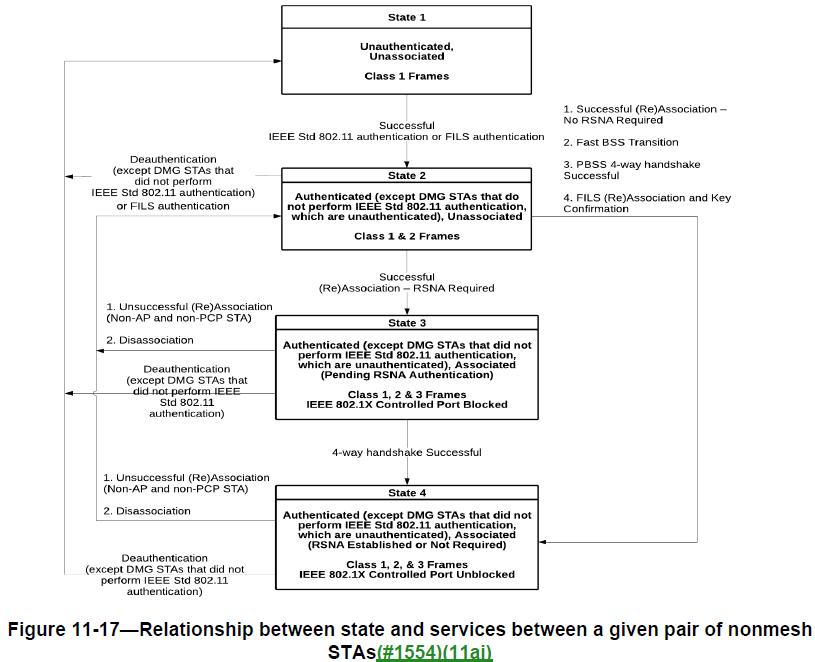 State 1
Unauthenticated,
Unassociated
Class 1 Frames
Successful
IEEE Std 802.11 authentication or FILS authentication
1. Successful (Re)Association –
No RSNA Required
2. Fast BSS Transition
3. PBSS 4-way handshake
Successful
4. FILS (Re)Association and Key
Confirmation
Deauthentication
(except DMG STAs that
did not perform
IEEE Std 802.11 authentication)
or FILS authentication
State 2
Authenticated (except DMG STAs that do
not perform IEEE Std 802.11 authentication,
which are unauthenticated), Unassociated
Class 1 & 2 Frames
Successful
(Re)Association – RSNA Required
1. Unsuccessful (Re)Association
(Non-AP and non-PCP STA)
2. Disassociation
Deauthentication
(except DMG STAs that
did not perform IEEE
Std 802.11
authentication)
State 3
Authenticated (except DMG STAs that did not
perform IEEE Std 802.11 authentication,
which are unauthenticated), Associated
(Pending RSNA Authentication)
Class 1, 2 & 3 Frames
IEEE 802.1X Controlled Port Blocked
4-way handshake Successful
1. Unsuccessful (Re)Association
(Non-AP and non-PCP STA)
2. Disassociation
Deauthentication
(except DMG STAs that did not
perform IEEE Std 802.11
authentication)
State 4
Authenticated (except DMG STAs that did not
perform IEEE Std 802.11 authentication,
which are unauthenticated), Associated
(RSNA Established or Not Required)
Class 1, 2, & 3 Frames
IEEE 802.1X Controlled Port Unblocked
Figure 11-17—Relationship between state and services between a given pair of nonmesh
STAs(#1554)(11ai)